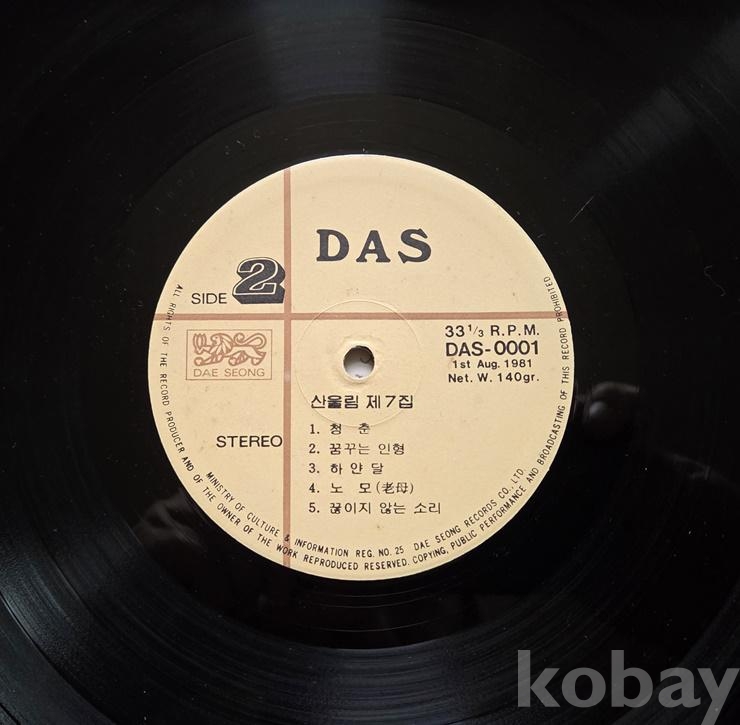 DAS
SIDE 2
DAE SEONG
STEREO
33 1/3 R.P.M.
DAS-0001
1st Aug. 1981
Net. W. 140gr.
산울림 제7집
1. 청 춘
2. 꿈꾸는 인형
3. 하얀 달
4. 노 모 (老母)
5. 끊이지 않는 소리
ALL RIGHTS OF THE RECORD PRODUCER AND OF THE OWNER OF THE WORK REPRODUCED RESERVED. COPYING, PUBLIC PERFORMANCE AND BROADCASTING OF THIS RECORD PROHIBITED
MINISTRY OF CULTURE & INFORMATION REG. NO. 25 DAE SEONG RECORDS CO., LTD.
kobay